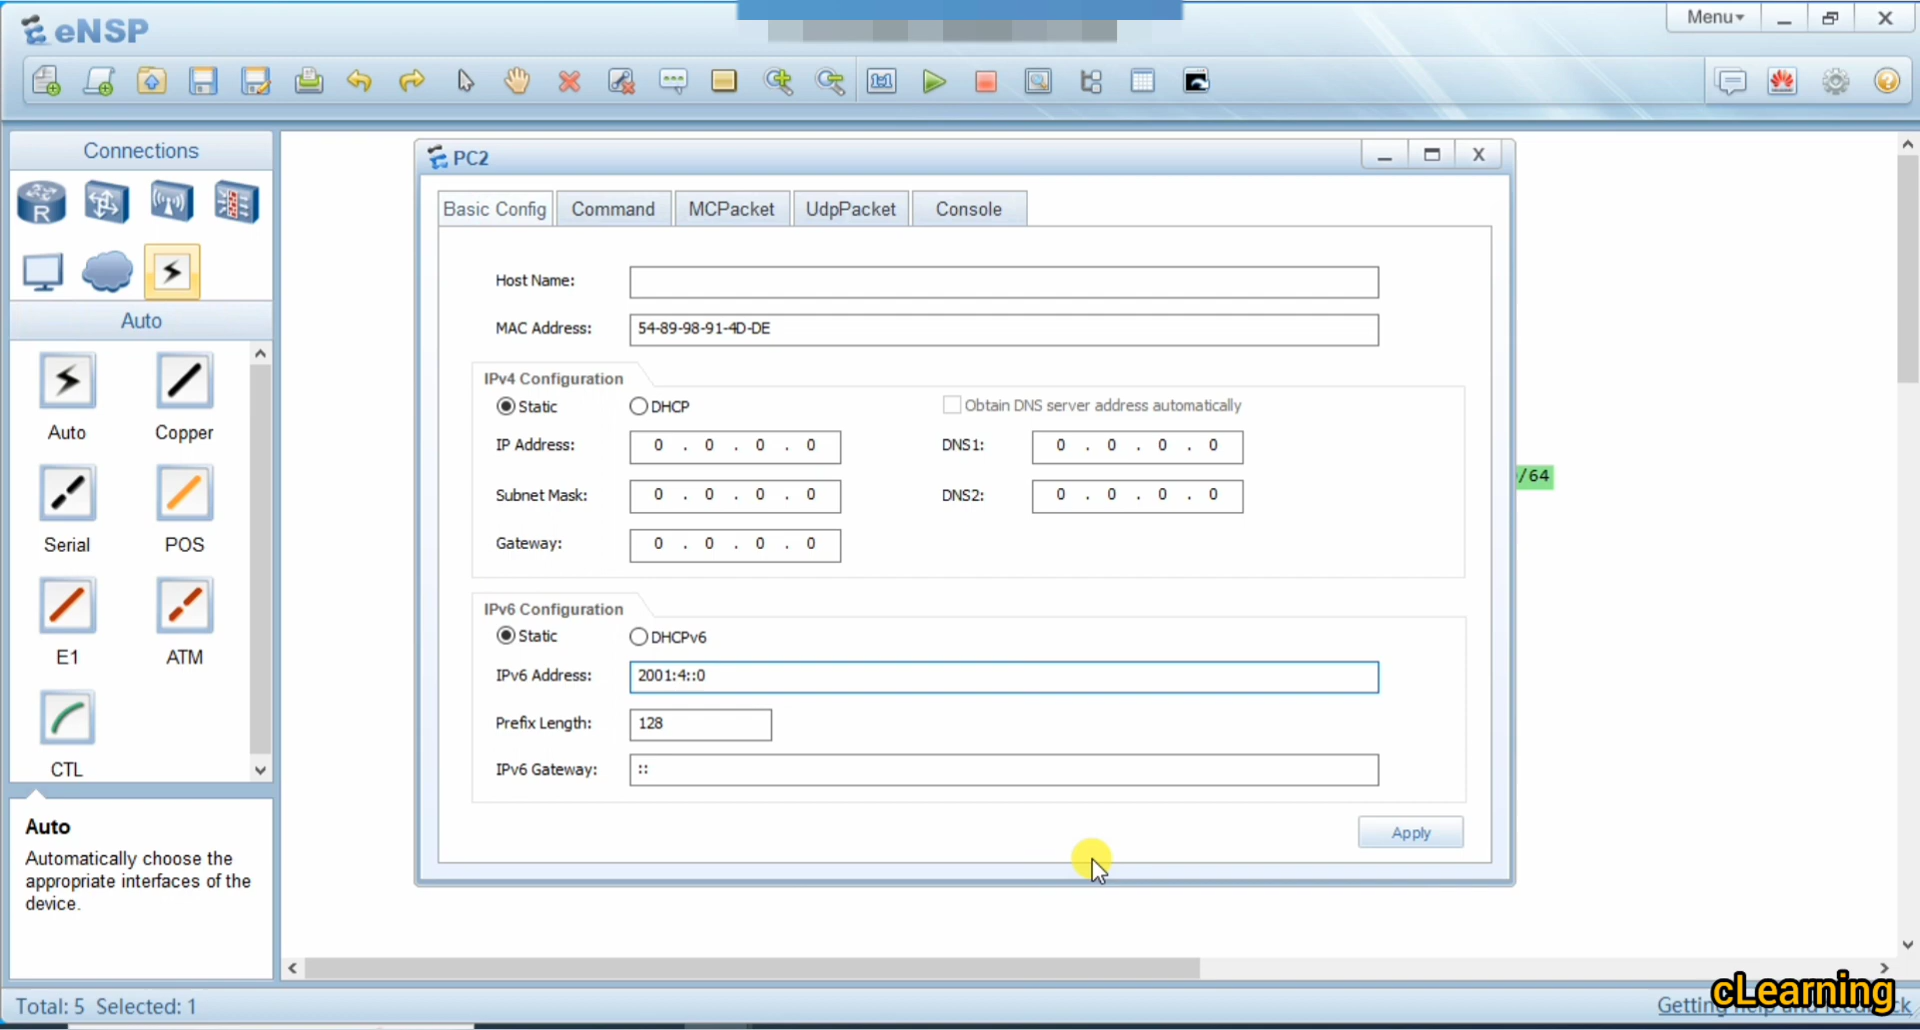 eNSP
Menu
Connections
R
Auto
Auto Copper
Serial POS
E1 ATM
CTL
Auto
Automatically choose the
appropriate interfaces of the
device.
PC2
Basic Config Command MCPacket UdpPacket Console
Host Name:
MAC Address: 54-89-98-91-4D-DE
IPv4 Configuration
Static DHCP Obtain DNS server address automatically
IP Address: 0 . 0 . 0 . 0 DNS1: 0 . 0 . 0 . 0
Subnet Mask: 0 . 0 . 0 . 0 DNS2: 0 . 0 . 0 . 0
Gateway: 0 . 0 . 0 . 0
IPv6 Configuration
Static DHCPv6
IPv6 Address: 2001:4::0
Prefix Length: 128
IPv6 Gateway: ::
Apply
/64
Total: 5 Selected: 1
Getting
cLearning